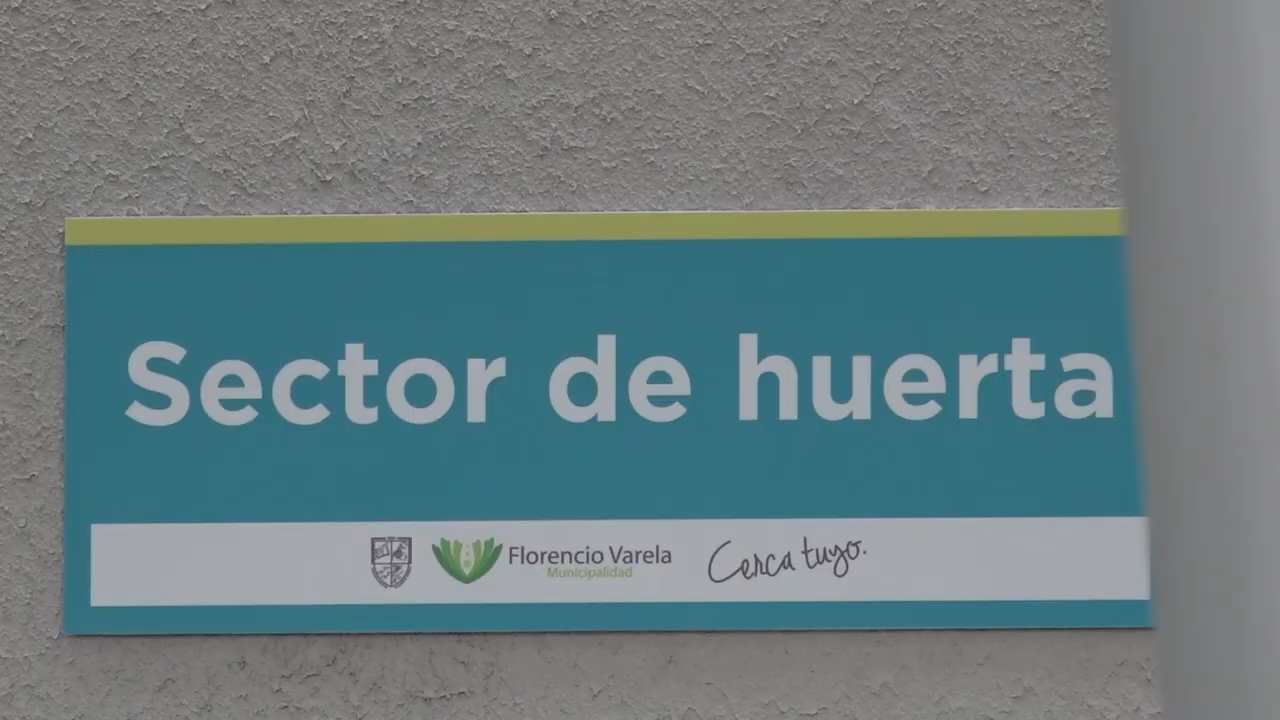 Sector de huerta
Florencio Varela
Municipalidad
Cerca tuyo.